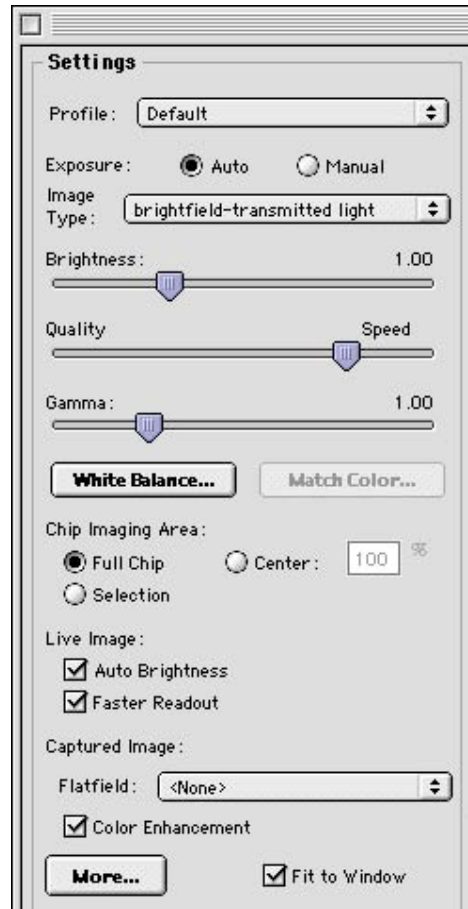 Settings
Profile: Default
Exposure: Auto Manual
Image
Type: brightfield-transmitted light
Brightness: 1.00
Quality Speed
Gamma: 1.00
White Balance... Match Color...
Chip Imaging Area:
Full Chip Center: 100 %
Selection
Live Image:
Auto Brightness
Faster Readout
Captured Image:
Flatfield: <None>
Color Enhancement
More... Fit to Window